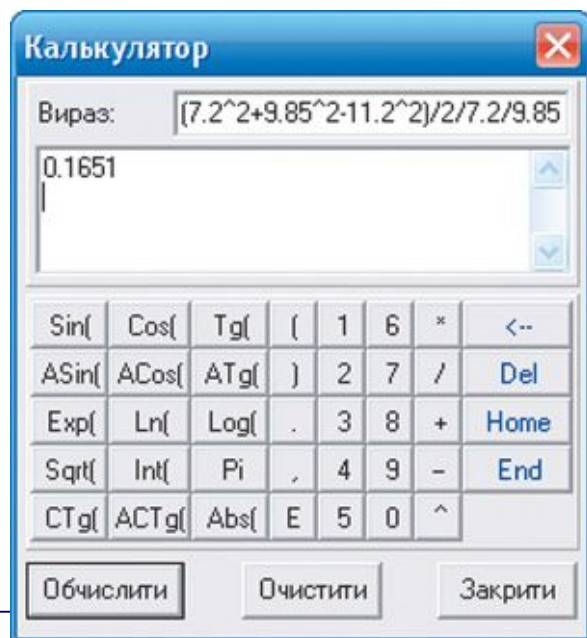 Калькулятор
Вираз: (7.2^2+9.85^2-11.2^2)/2/7.2/9.85
0.1651
Sin( Cos( Tg( ( 1 6 * <--
ASin( ACos( ATg( ) 2 7 / Del
Exp( Ln( Log( . 3 8 + Home
Sqrt( Int( Pi , 4 9 - End
CTg( ACTg( Abs( E 5 0 ^
Обчислити Очистити Закрити